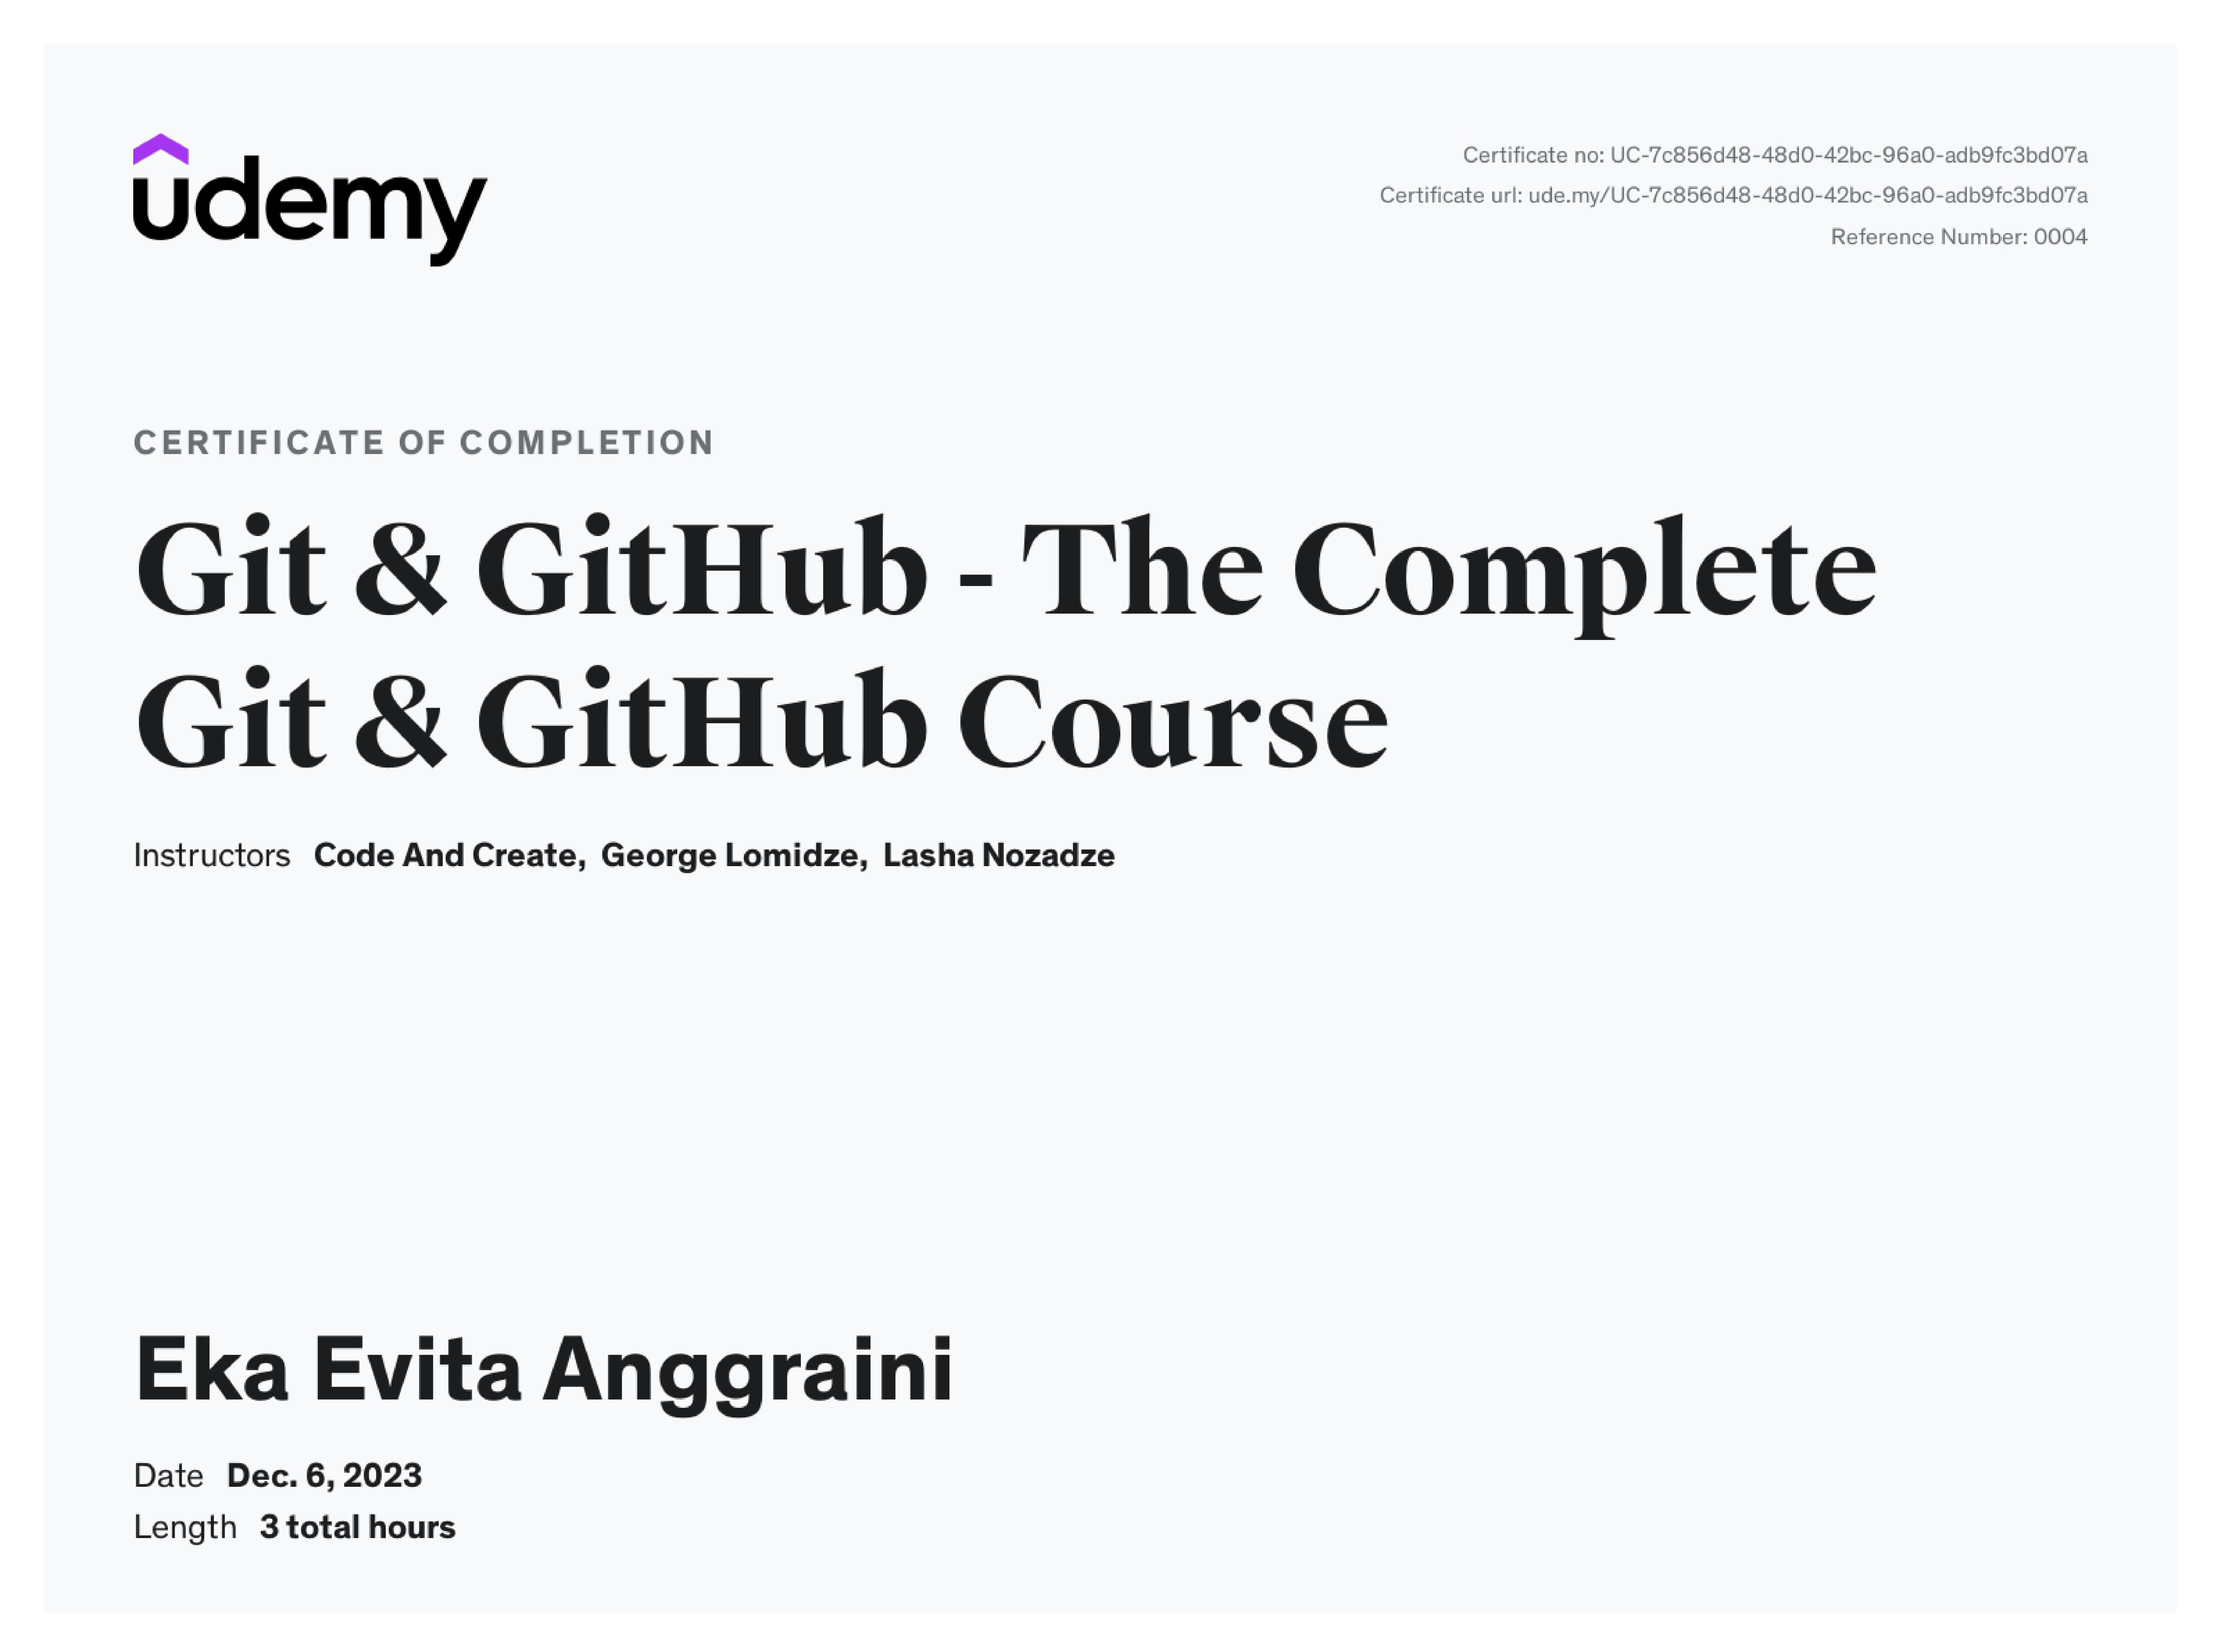 udemy
Certificate no: UC-7c856d48-48d0-42bc-96a0-adb9fc3bd07a
Certificate url: ude.my/UC-7c856d48-48d0-42bc-96a0-adb9fc3bd07a
Reference Number: 0004
CERTIFICATE OF COMPLETION
Git & GitHub - The Complete
Git & GitHub Course
Instructors Code And Create, George Lomidze, Lasha Nozadze
Eka Evita Anggraini
Date Dec. 6, 2023
Length 3 total hours